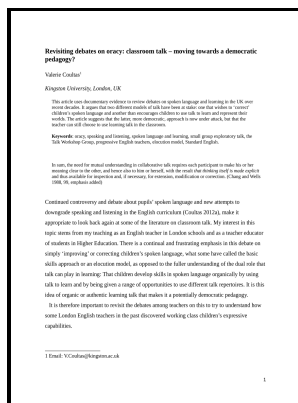 Revisiting debates on oracy: classroom talk – moving towards a democratic
pedagogy?
Valerie Coultas¹
Kingston University, London, UK
This article uses documentary evidence to review debates on spoken language and learning in the UK over
recent decades. It argues that two different models of talk have been at stake: one that wishes to 'correct'
children's spoken language and another than encourages children to use talk to learn and represent their
worlds. The article suggests that the latter, more democratic, approach is now under attack, but that the
teacher can still choose to use learning talk in the classroom.
Keywords: oracy, speaking and listening, spoken language and learning, small group exploratory talk, the
Talk Workshop Group, progressive English teachers, elocution model, Standard English.
In sum, the need for mutual understanding in collaborative talk requires each participant to make his or her
meaning clear to the other, and hence also to him or herself, with the result that thinking itself is made explicit
and thus available for inspection and, if necessary, for extension, modification or correction. (Chang and Wells
1988, 99, emphasis added)
Continued controversy and debate about pupils' spoken language and new attempts to
downgrade speaking and listening in the English curriculum (Coultas 2012a), make it
appropriate to look back again at some of the literature on classroom talk. My interest in this
topic stems from my teaching as an English teacher in London schools and as a teacher educator
of students in Higher Education. There is a continual and frustrating emphasis in this debate on
simply 'improving' or correcting children's spoken language, what some have called the basic
skills approach or an elocution model, as opposed to the fuller understanding of the dual role that
talk can play in learning: That children develop skills in spoken language organically by using
talk to learn and by being given a range of opportunities to use different talk repertoires. It is this
idea of organic or authentic learning talk that makes it a potentially democratic pedagogy.
It is therefore important to revisit the debates among teachers on this to try to understand how
some London English teachers in the past discovered working class children's expressive
capabilities.
1 Email: V.Coultas@kingston.ac.uk
1